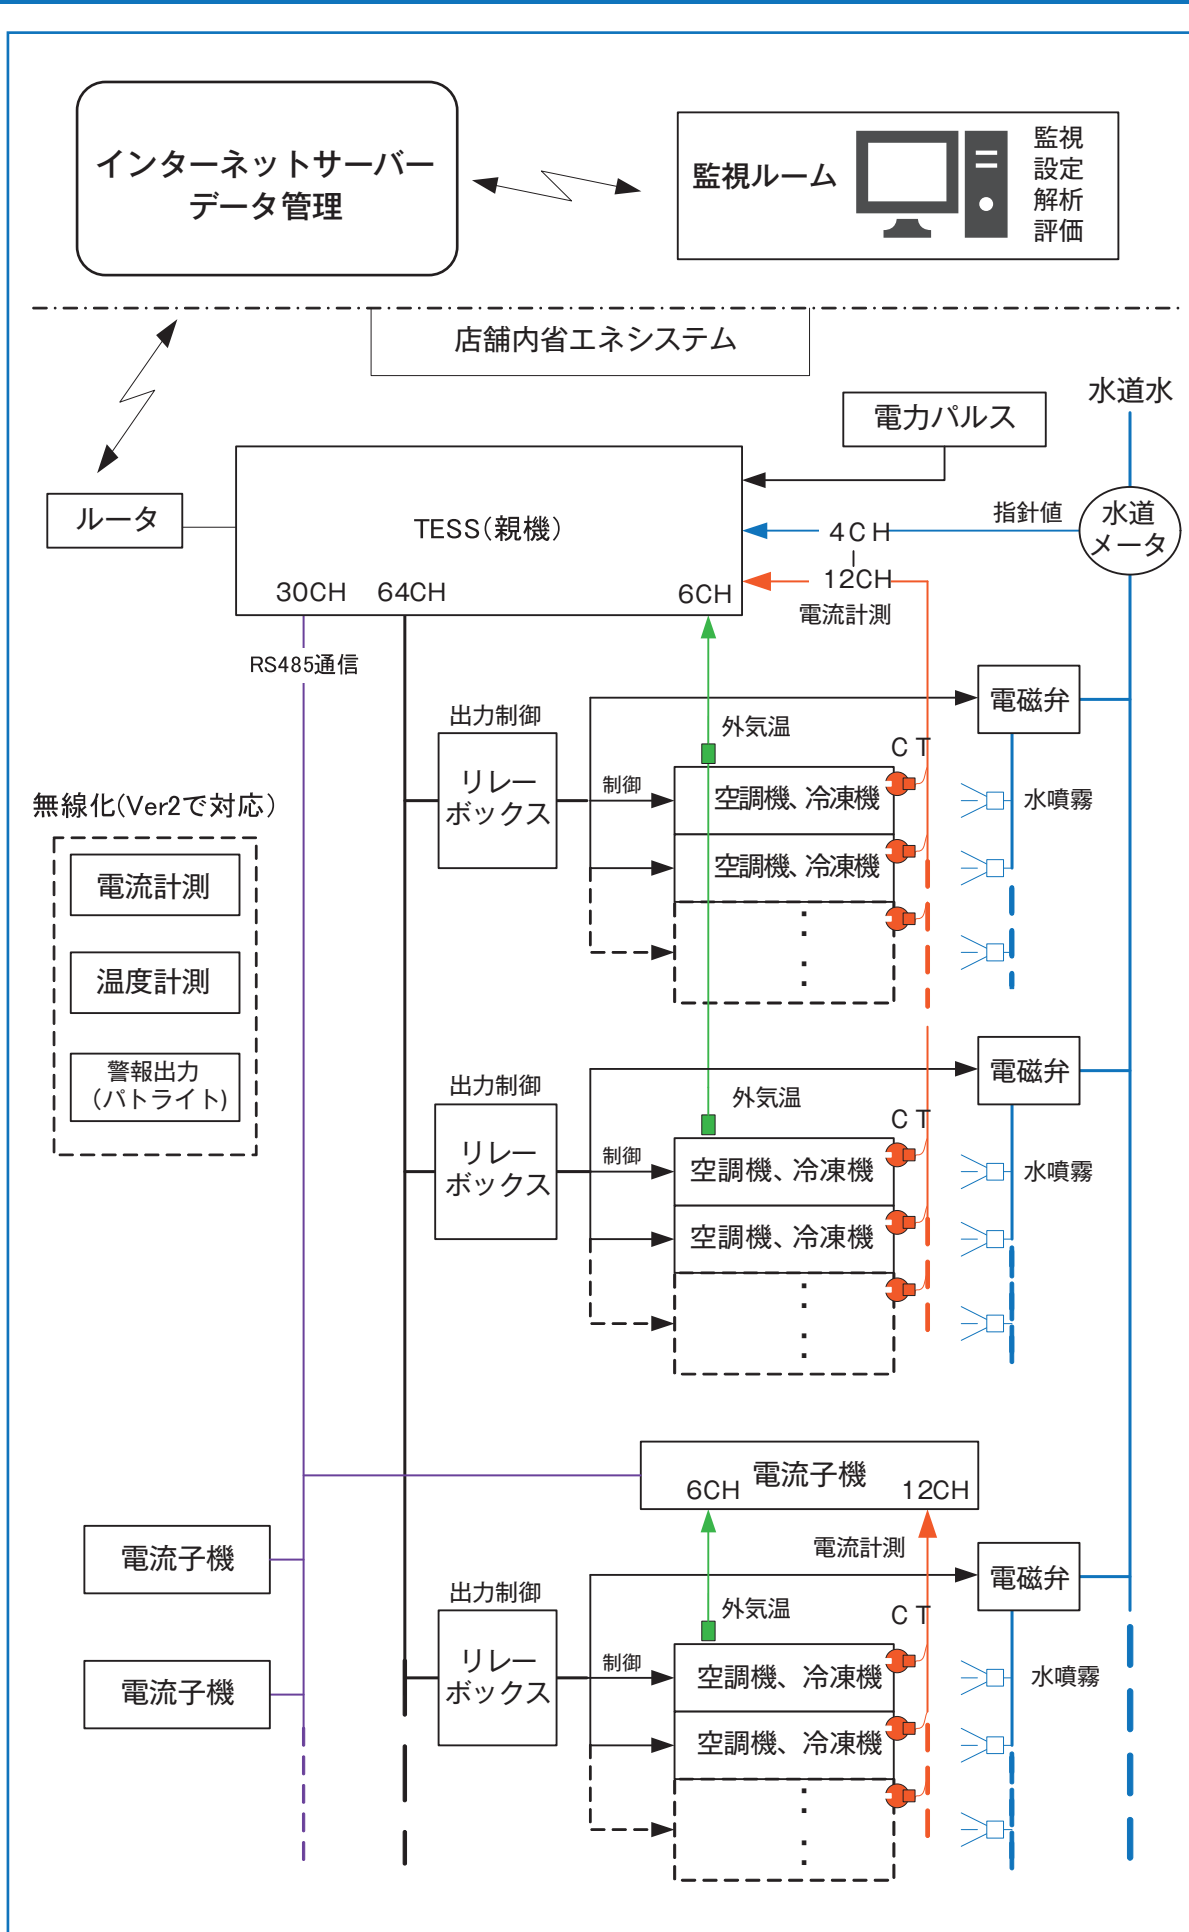 インターネットサーバー
データ管理
監視ルーム
監視
設定
解析
評価
店舗内省エネシステム
電力パルス
水道水
ルータ
TESS(親機)
指針値
水道
メータ
4CH
12CH
電流計測
30CH
64CH
6CH
RS485通信
出力制御
リレー
ボックス
制御
外気温
CT
電磁弁
空調機、冷凍機
空調機、冷凍機
水噴霧
無線化(Ver2で対応)
電流計測
温度計測
警報出力
(パトライト)
出力制御
リレー
ボックス
制御
外気温
CT
電磁弁
空調機、冷凍機
空調機、冷凍機
水噴霧
電流子機
6CH
12CH
電流計測
電流子機
電流子機
出力制御
リレー
ボックス
制御
外気温
CT
電磁弁
空調機、冷凍機
空調機、冷凍機
水噴霧